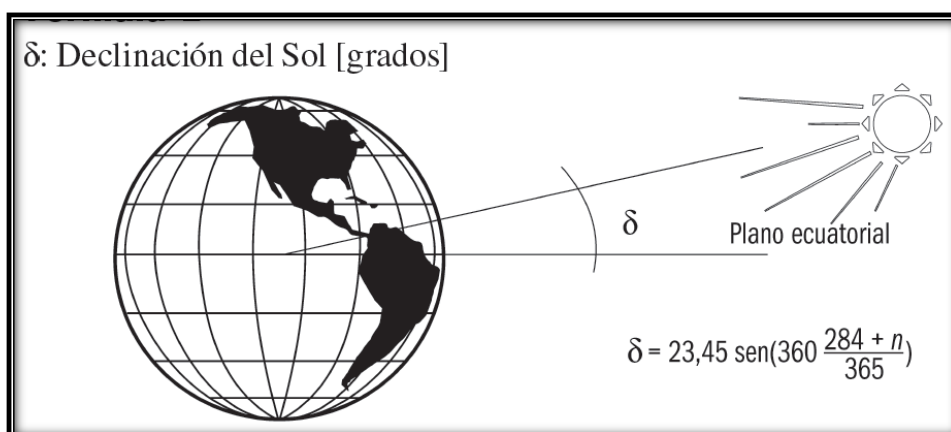 δ: Declinación del Sol [grados]
δ
Plano ecuatorial
δ = 23,45 sen(360 284 + n / 365)